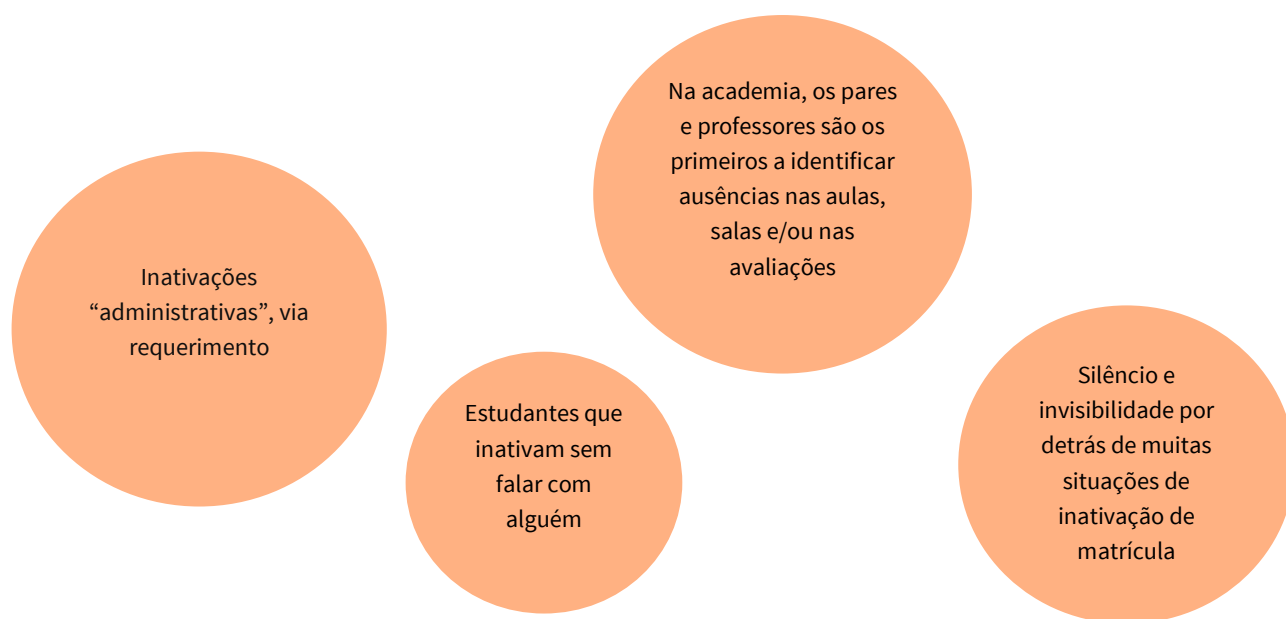 Inativações
“administrativas”, via
requerimento
Estudantes que
inativam sem
falar com
alguém
Na academia, os pares
e professores são os
primeiros a identificar
ausências nas aulas,
salas e/ou nas
avaliações
Silêncio e
invisibilidade por
detrás de muitas
situações de
inativação de
matrícula